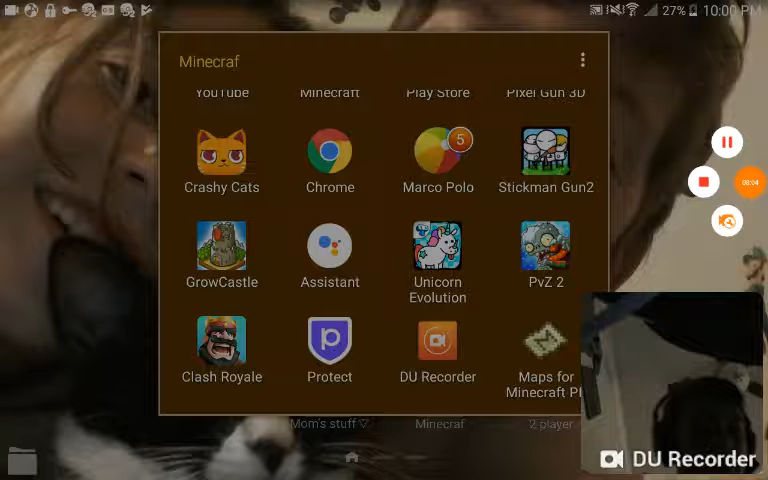 27% 10:00 PM
Minecraf
YouTube Minecraft Play Store Pixel Gun 3D
5
Crashy Cats Chrome Marco Polo Stickman Gun2
00:04
GrowCastle Assistant Unicorn Evolution PvZ 2
Clash Royale Protect DU Recorder Maps for
Minecraft P
Mom's stuff Minecraf 2 player
DU Recorder